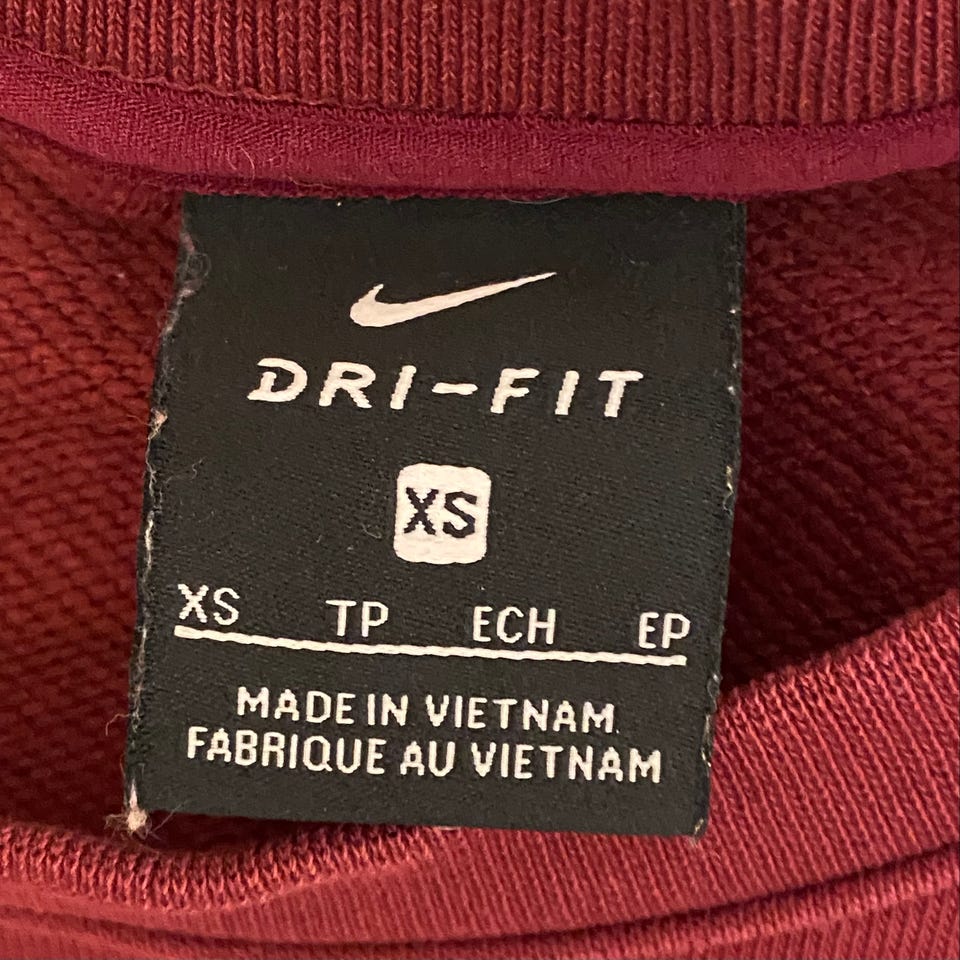 DRI-FIT
XS
XS TP ECH EP
MADE IN VIETNAM
FABRIQUE AU VIETNAM